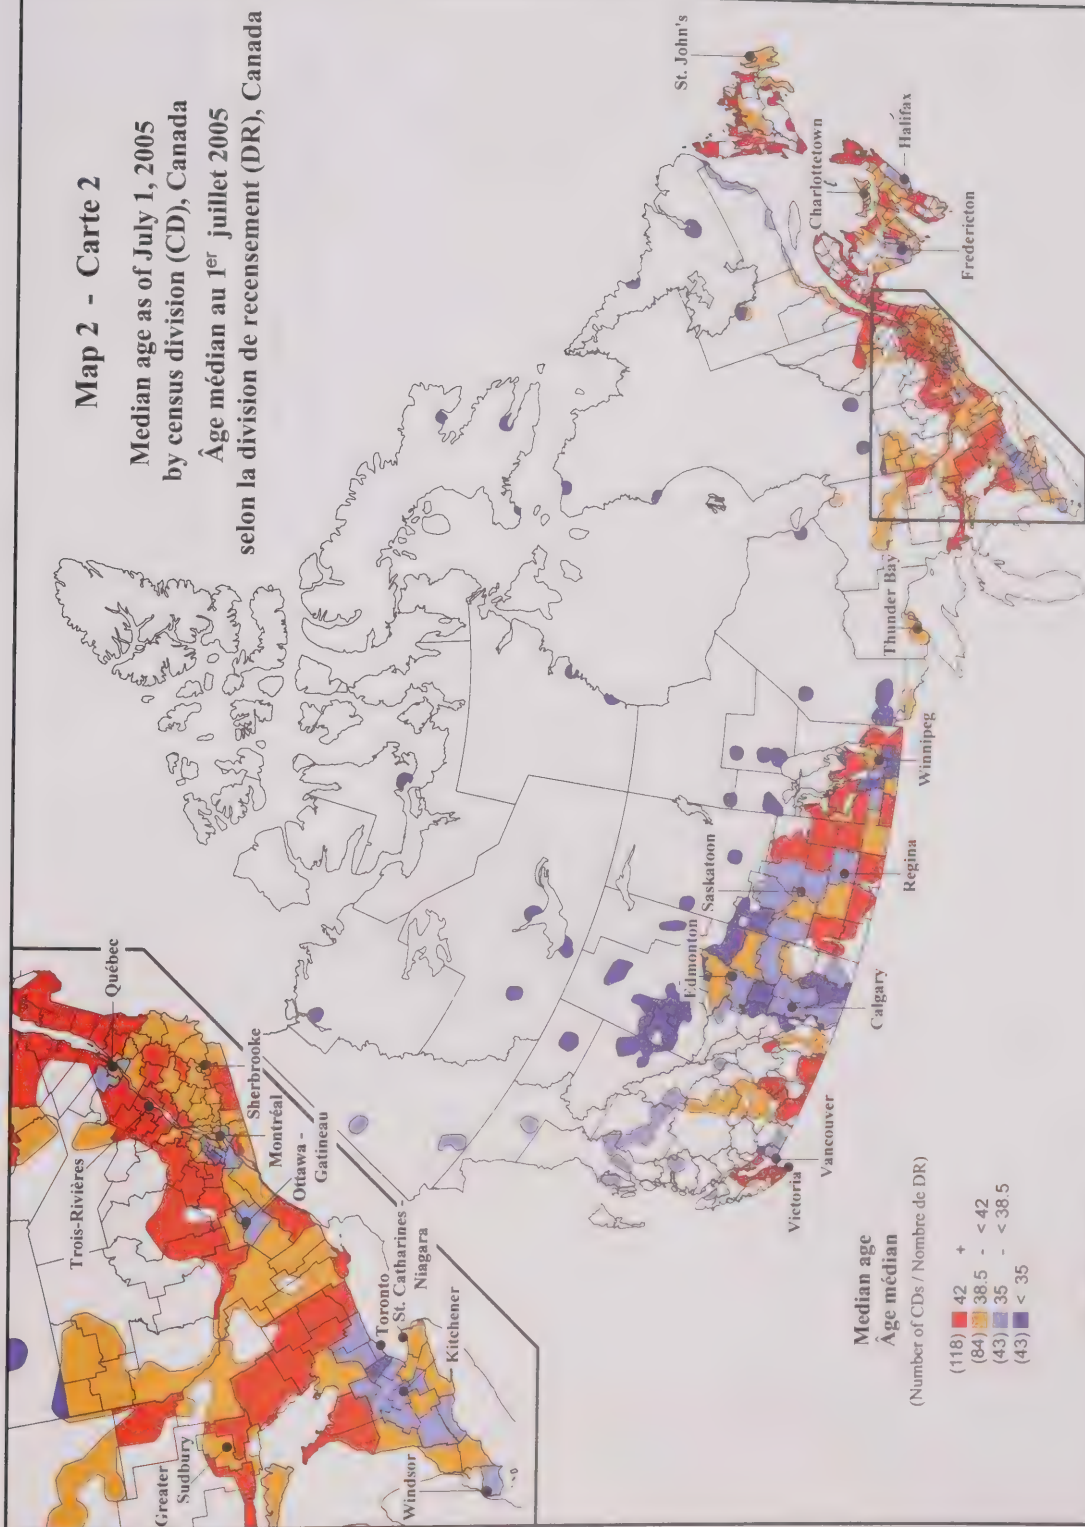 Map 2 - Carte 2
Median age as of July 1, 2005
by census division (CD), Canada
Âge médian au 1er juillet 2005
selon la division de recensement (DR), Canada
Québec
Trois-Rivières
Sherbrooke
Montréal
Ottawa -
Gatineau
Greater
Sudbury
Toronto
St. Catharines -
Niagara
Kitchener
Windsor
St. John's
Charlottetown
Halifax
Fredericton
Thunder Bay
Winnipeg
Regina
Saskatoon
Edmonton
Calgary
Vancouver
Victoria
Median age
Âge médian
(Number of CDs / Nombre de DR)
(118) 42 +
(84) 38.5 - < 42
(43) 35 - < 38.5
(43) < 35